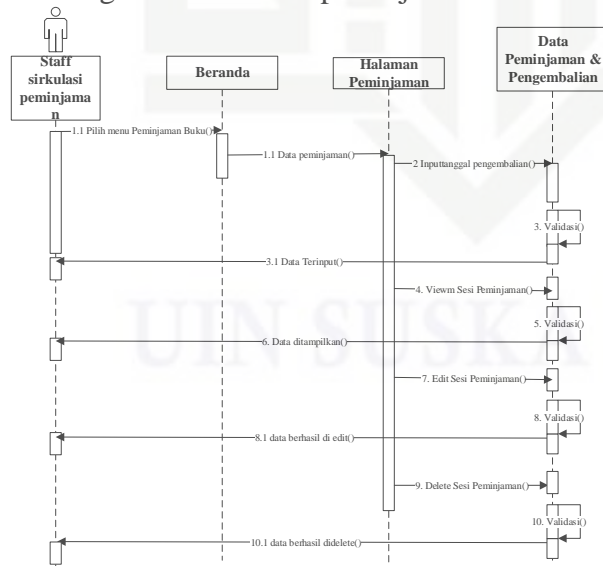 Staff
sirkulasi
peminjama
n
Beranda
Halaman
Peminjaman
Data
Peminjaman &
Pengembalian
1.1 Pilih menu Peminjaman Buku()
1.1 Data peminjaman()
2 Inputtanggal pengembalian()
3. Validasi()
3.1 Data Terinput()
4. Viewm Sesi Peminjaman()
5. Validasi()
6. Data ditampilkan()
7. Edit Sesi Peminjaman()
8. Validasi()
8.1 data berhasil di edit()
9. Delete Sesi Peminjaman()
10. Validasi()
10.1 data berhasil didelete()
UIN SUSKA